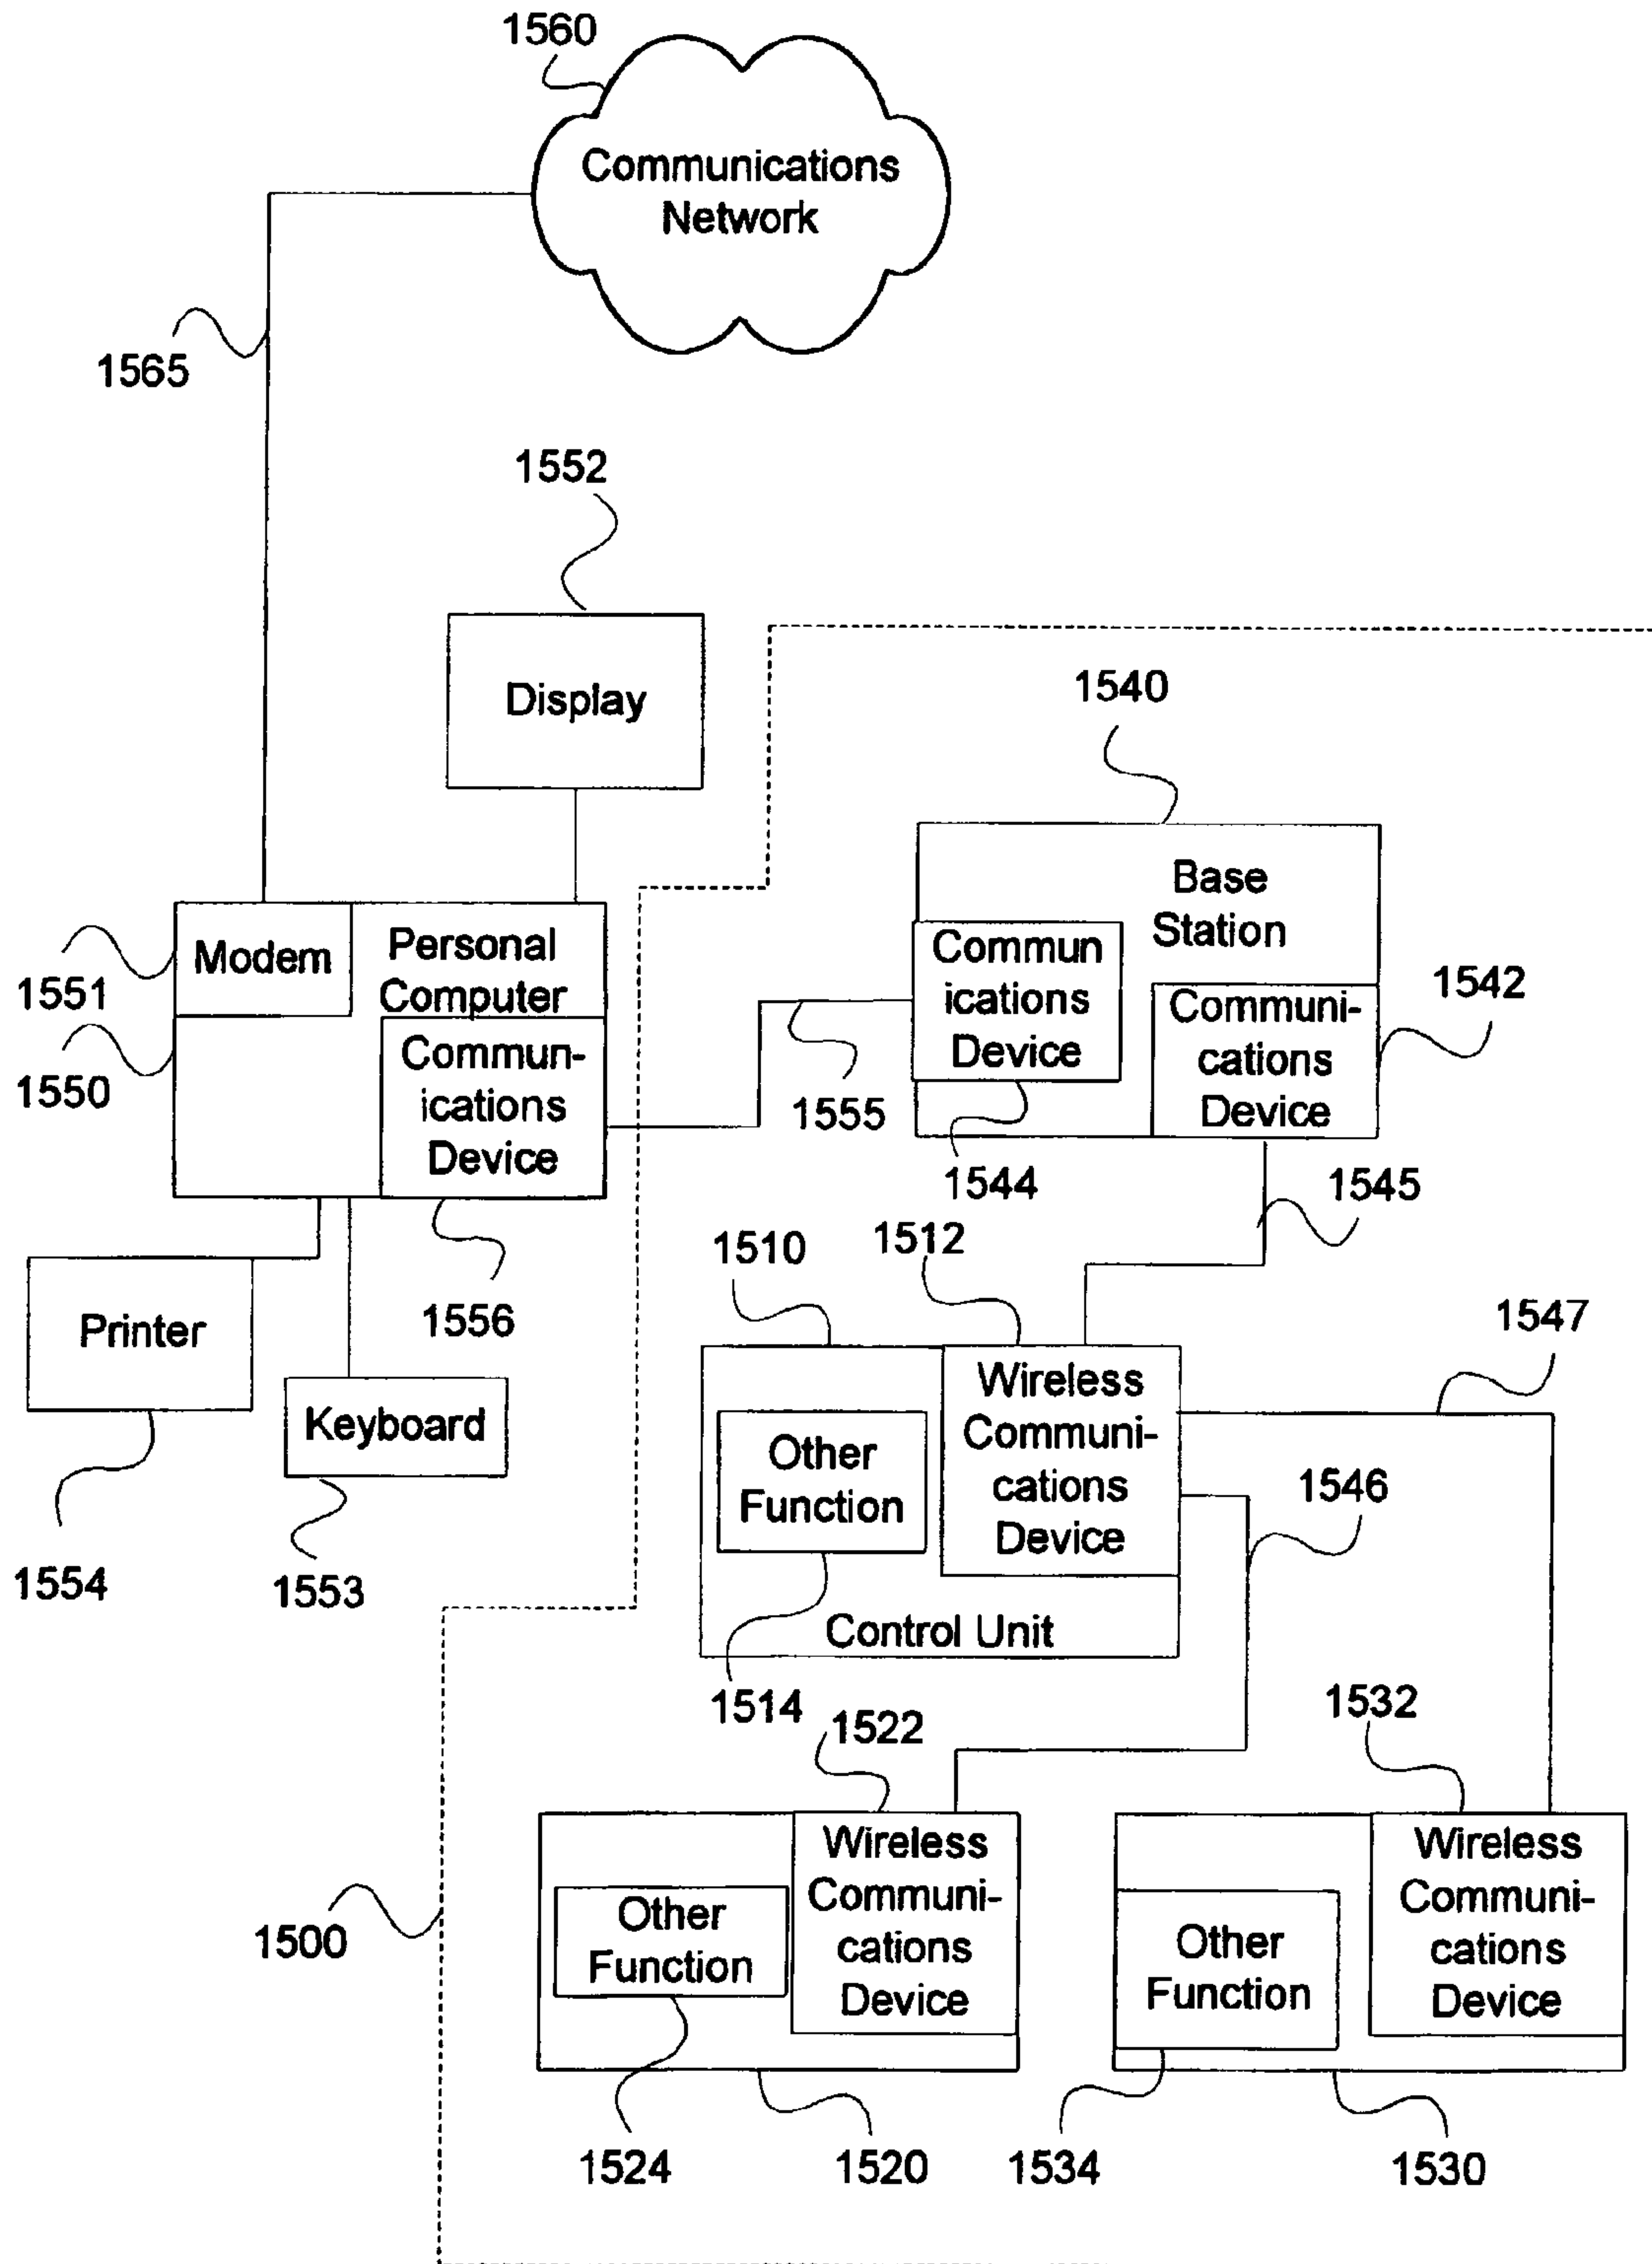 1560
Communications
Network
1565
1552
Display
1540
Base
Station
Commun
ications
Device
1542
Communi-
cations
Device
1551
Modem
Personal
Computer
1550
Commun-
ications
Device
1555
1544
1545
1510
1512
1556
Printer
Keyboard
1547
Wireless
Communi-
cations
Device
Other
Function
1546
1554
1553
Control Unit
1514
1522
1532
Wireless
Communi-
cations
Device
Other
Function
1500
Wireless
Communi-
cations
Device
Other
Function
1524
1520
1534
1530